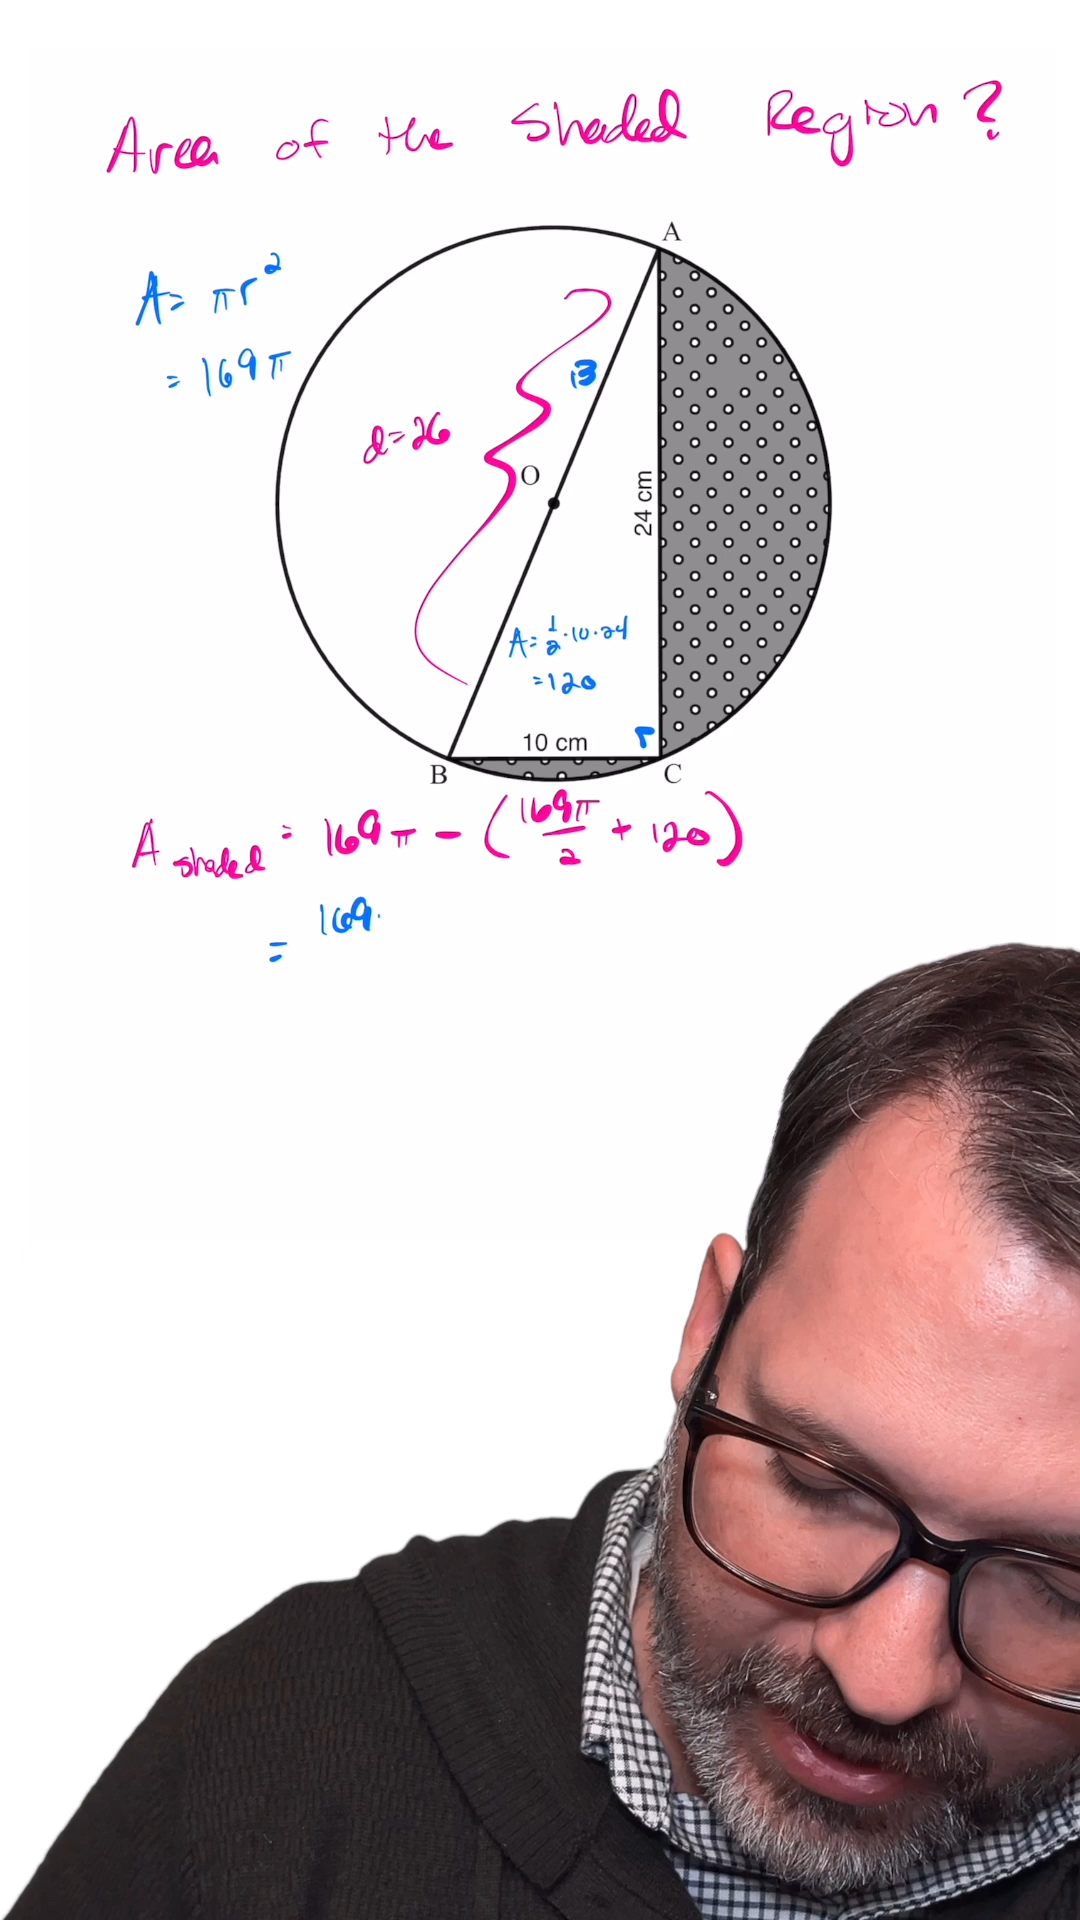 Area of the Shaded Region?
A
A = πr²
= 169π
13
d=26
O
24 cm
A = 1/2 · 10 · 24
= 120
10 cm
B
C
A shaded = 169π - (169π/2 + 120)
= 169